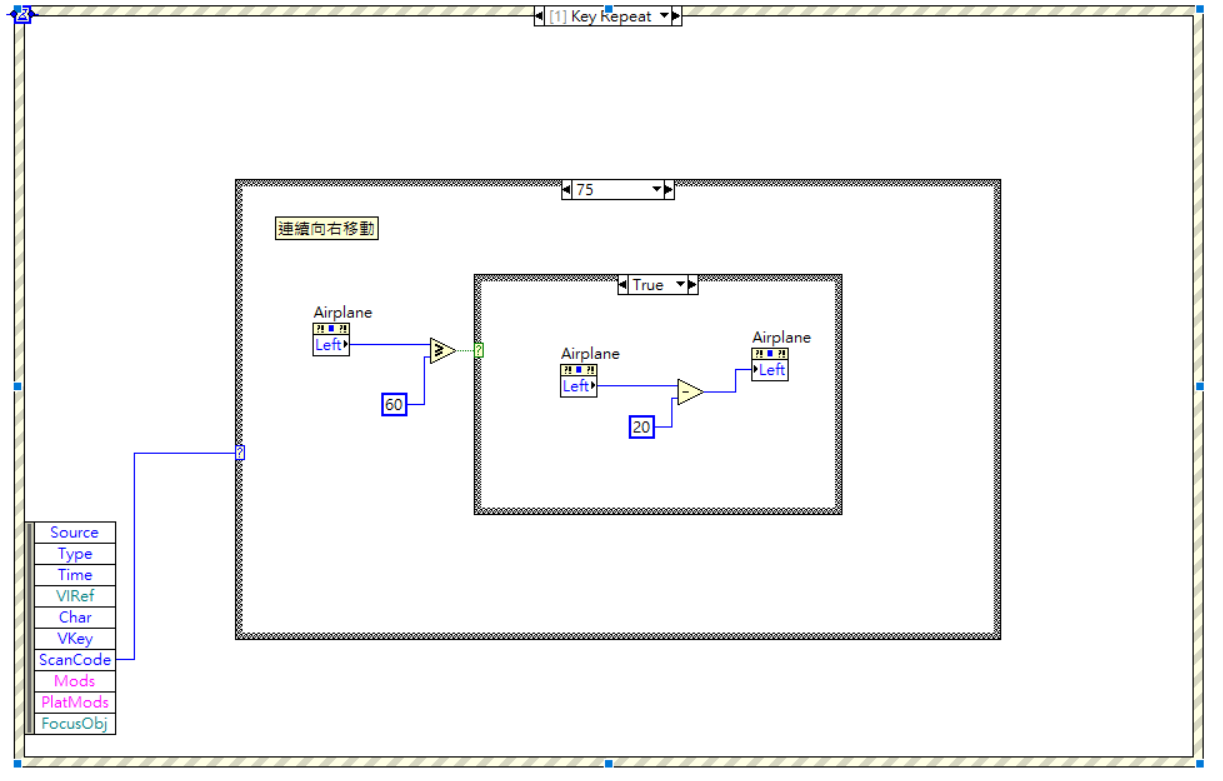 [1] Key Repeat
75
連續向右移動
True
Airplane
Left
60
Airplane
Left
20
Airplane
Left
Source
Type
Time
VIRef
Char
VKey
ScanCode
Mods
PlatMods
FocusObj